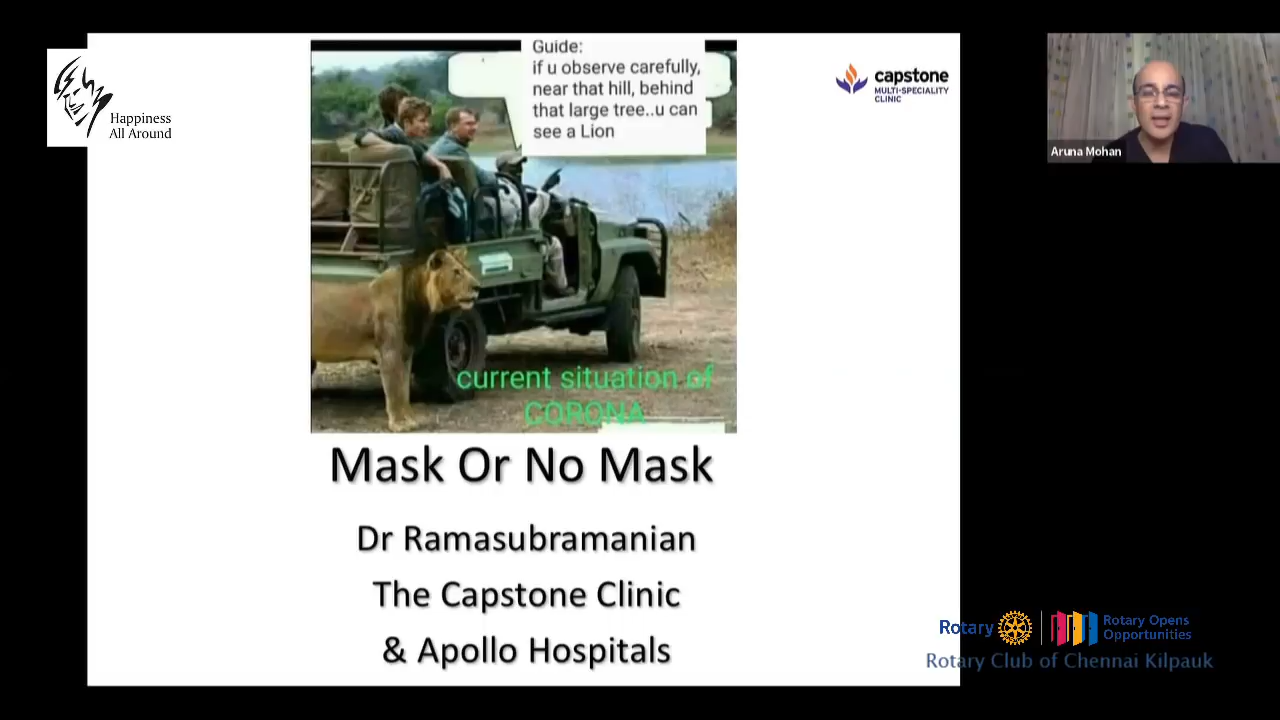 Happiness
All Around
Guide:
if u observe carefully,
near that hill, behind
that large tree..u can
see a Lion
current situation of
CORONA
capstone
MULTI-SPECIALITY
CLINIC
Aruna Mohan
Mask Or No Mask
Dr Ramasubramanian
The Capstone Clinic
& Apollo Hospitals
Rotary
Rotary Opens
Opportunities
Rotary Club of Chennai Kilpauk